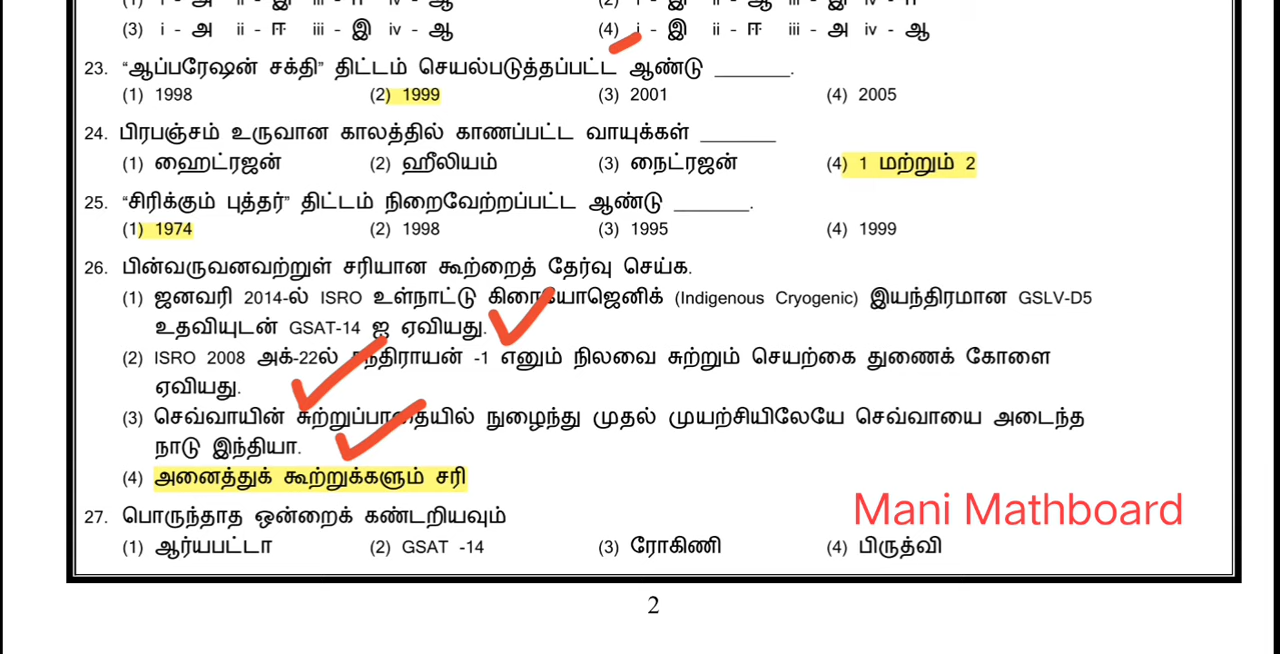 (3) i - அ ii - ஈ iii - இ iv - ஆ (4) i - இ ii - ஈ iii - அ iv - ஆ
23. “ஆப்பரேஷன் சக்தி” திட்டம் செயல்படுத்தப்பட்ட ஆண்டு _______.
(1) 1998 (2) 1999 (3) 2001 (4) 2005
24. பிரபஞ்சம் உருவான காலத்தில் காணப்பட்ட வாயுக்கள் _______
(1) ஹைட்ரஜன் (2) ஹீலியம் (3) நைட்ரஜன் (4) 1 மற்றும் 2
25. “சிரிக்கும் புத்தர்” திட்டம் நிறைவேற்றப்பட்ட ஆண்டு _______.
(1) 1974 (2) 1998 (3) 1995 (4) 1999
26. பின்வருவனவற்றுள் சரியான கூற்றைத் தேர்வு செய்க.
(1) ஜனவரி 2014-ல் ISRO உள்நாட்டு கிரையோஜெனிக் (Indigenous Cryogenic) இயந்திரமான GSLV-D5
உதவியுடன் GSAT-14 ஐ ஏவியது.
(2) ISRO 2008 அக்-22ல் சந்திராயன் -1 எனும் நிலவை சுற்றும் செயற்கை துணைக் கோளை
ஏவியது.
(3) செவ்வாயின் சுற்றுப்பாதையில் நுழைந்து முதல் முயற்சியிலேயே செவ்வாயை அடைந்த
நாடு இந்தியா.
(4) அனைத்துக் கூற்றுக்களும் சரி
27. பொருந்தாத ஒன்றைக் கண்டறியவும்
Mani Mathboard
(1) ஆர்யபட்டா (2) GSAT -14 (3) ரோகிணி (4) பிருத்வி
2